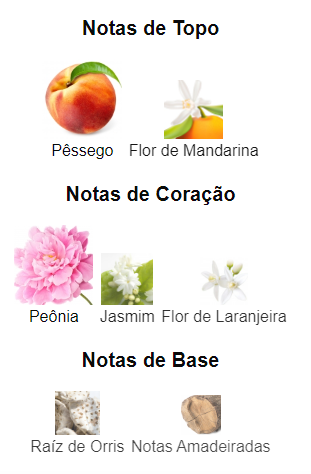 Notas de Topo
Pêssego Flor de Mandarina
Notas de Coração
Peônia Jasmim Flor de Laranjeira
Notas de Base
Raíz de Orris Notas Amadeiradas